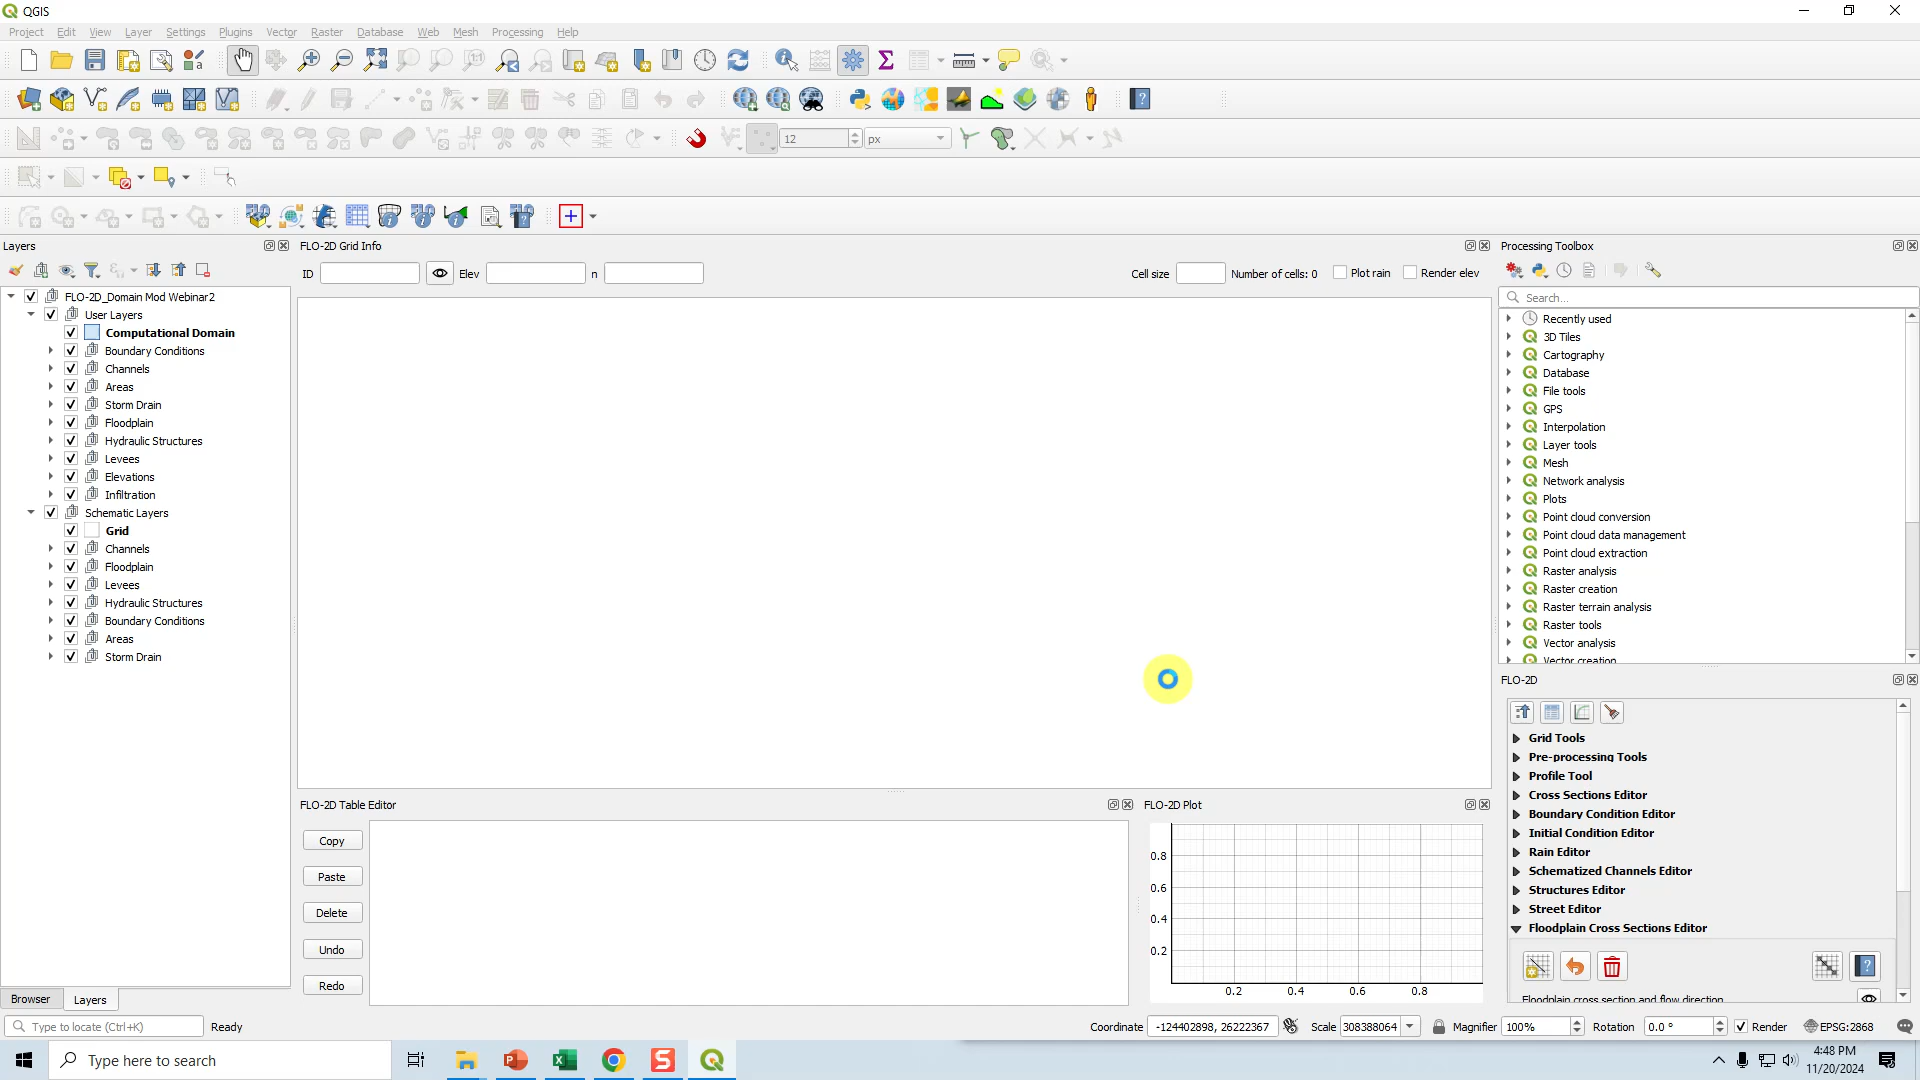 QGIS
Project Edit View Layer Settings Plugins Vector Raster Database Web Mesh Processing Help
12 px
Layers
FLO-2D Grid Info
Processing Toolbox
ID Elev n Cell size Number of cells: 0 Plot rain Render elev
Search...
FLO-2D_Domain Mod Webinar2
User Layers
Computational Domain
Boundary Conditions
Channels
Areas
Storm Drain
Floodplain
Hydraulic Structures
Levees
Elevations
Infiltration
Schematic Layers
Grid
Channels
Floodplain
Levees
Hydraulic Structures
Boundary Conditions
Areas
Storm Drain
Recently used
3D Tiles
Cartography
Database
File tools
GPS
Interpolation
Layer tools
Mesh
Network analysis
Plots
Point cloud conversion
Point cloud data management
Point cloud extraction
Raster analysis
Raster creation
Raster terrain analysis
Raster tools
Vector analysis
Vector creation
FLO-2D
Grid Tools
Pre-processing Tools
Profile Tool
Cross Sections Editor
Boundary Condition Editor
Initial Condition Editor
Rain Editor
Schematized Channels Editor
Structures Editor
Street Editor
Floodplain Cross Sections Editor
Floodplain cross section and flow direction
FLO-2D Table Editor
Copy
Paste
Delete
Undo
Redo
FLO-2D Plot
0.8
0.6
0.4
0.2
0.2 0.4 0.6 0.8
Browser Layers
Type to locate (Ctrl+K) Ready Coordinate -124402898, 26222367 Scale 308388064 Magnifier 100% Rotation 0.0 ° Render EPSG:2868
Type here to search
4:48 PM
11/20/2024